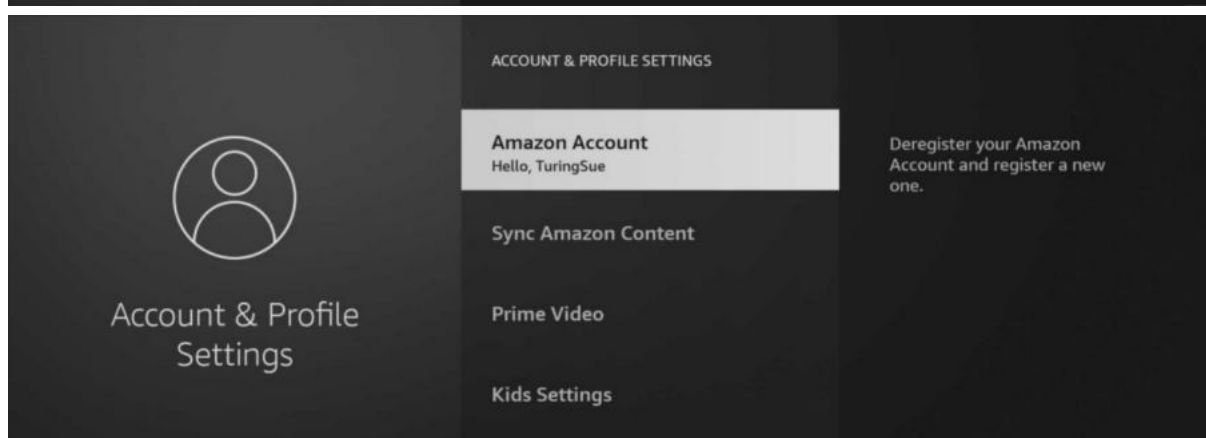 ACCOUNT & PROFILE SETTINGS
Amazon Account
Hello, TuringSue
Sync Amazon Content
Prime Video
Kids Settings
Account & Profile
Settings
Deregister your Amazon
Account and register a new
one.